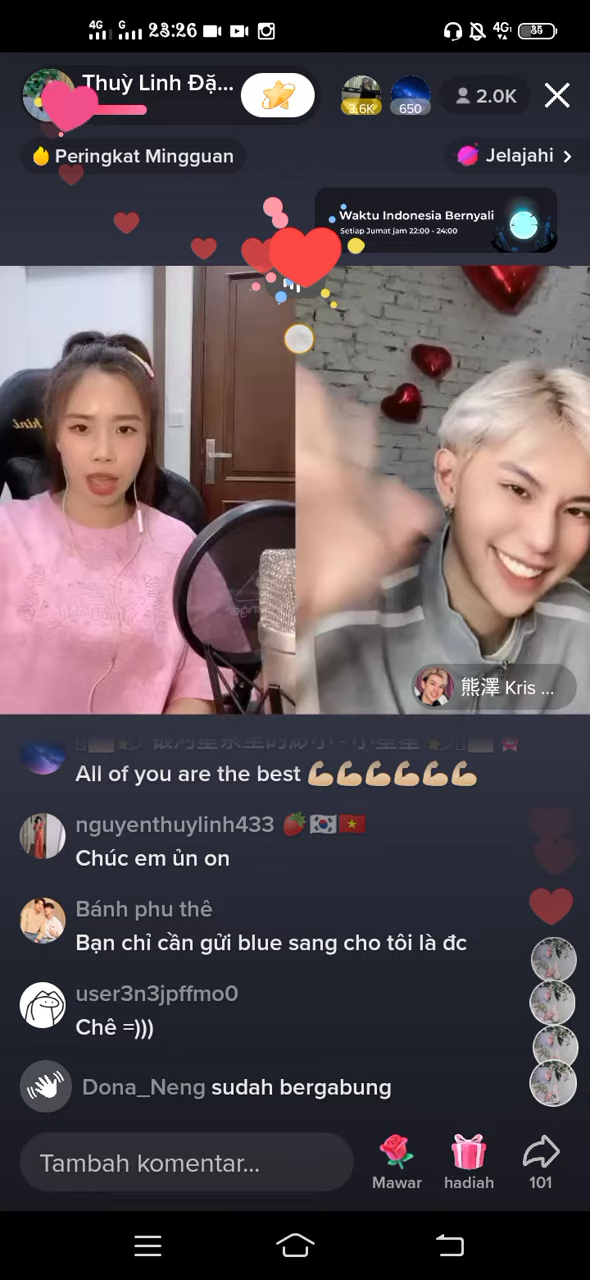 4G G 23:26 4G 35
Thuỳ Linh Đặ...
3.6K 650 2.0K
Peringkat Mingguan
Jelajahi
Waktu Indonesia Bernyali
Setiap Jumat jam 22:00 - 24:00
熊澤 Kris ...
All of you are the best 💪🏼💪🏼💪🏼💪🏼💪🏼💪🏼
nguyenthuylinh433 🍓🇰🇷🇻🇳
Chúc em ủn on
Bánh phu thê
Bạn chỉ cần gửi blue sang cho tôi là đc
user3n3jpffmo0
Chê =)))
Dona_Neng sudah bergabung
Tambah komentar...
Mawar
hadiah
101